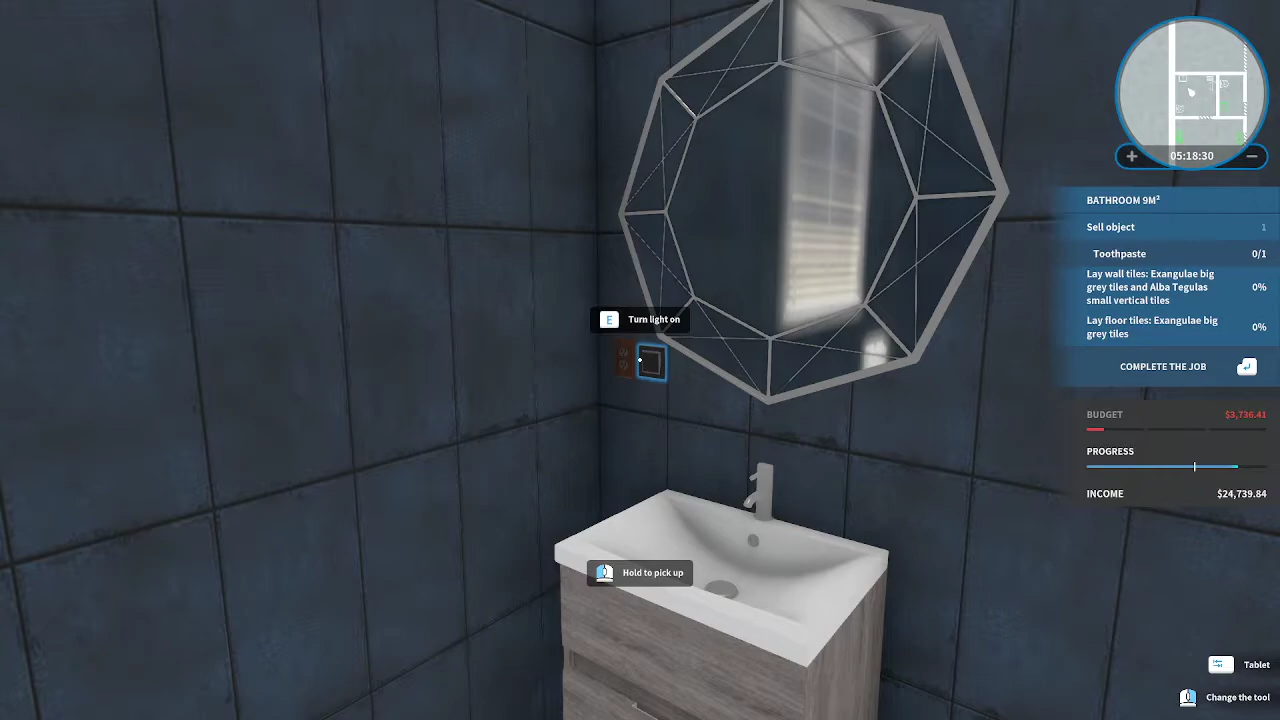 05:18:30
BATHROOM 9M²
Sell object 1
Toothpaste 0/1
Lay wall tiles: Exangulae big
grey tiles and Alba Tegulas 0%
small vertical tiles
Lay floor tiles: Exangulae big
grey tiles 0%
COMPLETE THE JOB
BUDGET $3,736.41
PROGRESS
INCOME $24,739.84
E Turn light on
Hold to pick up
Tablet
Change the tool